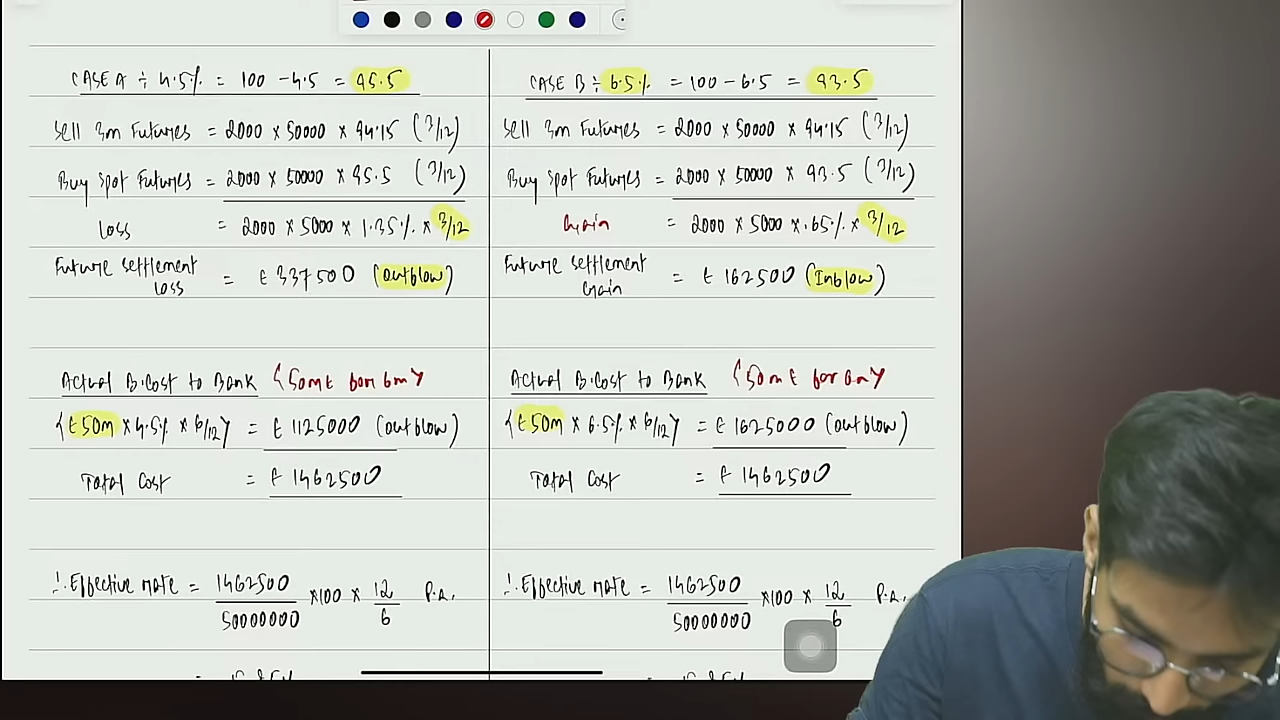 CASE A ÷ 4.5% = 100 - 4.5 = 95.5
Sell 3m Futures = 2000 × 50000 × 94.15 (3/12)
Buy Spot Futures = 2000 × 50000 × 95.5 (3/12)
Loss = 2000 × 5000 × 1.35% × 3/12
Future Settlement Loss = £ 337500 (Outflow)
Actual B.Cost to Bank {50m£ for 6m}
{£50M × 4.5% × 6/12} = £ 1125000 (Outflow)
Total Cost = £ 1462500
∴ Effective Rate = 1462500 / 50000000 × 100 × 12/6 P.A.
CASE B ÷ 6.5% = 100 - 6.5 = 93.5
Sell 3m Futures = 2000 × 50000 × 94.15 (3/12)
Buy Spot Futures = 2000 × 50000 × 93.5 (3/12)
Gain = 2000 × 5000 × .65% × 3/12
Future Settlement Gain = £ 162500 (Inflow)
Actual B.Cost to Bank {50m£ for 6m}
{£50M × 6.5% × 6/12} = £ 1625000 (Outflow)
Total Cost = £ 1462500
∴ Effective Rate = 1462500 / 50000000 × 100 × 12/6 P.A.